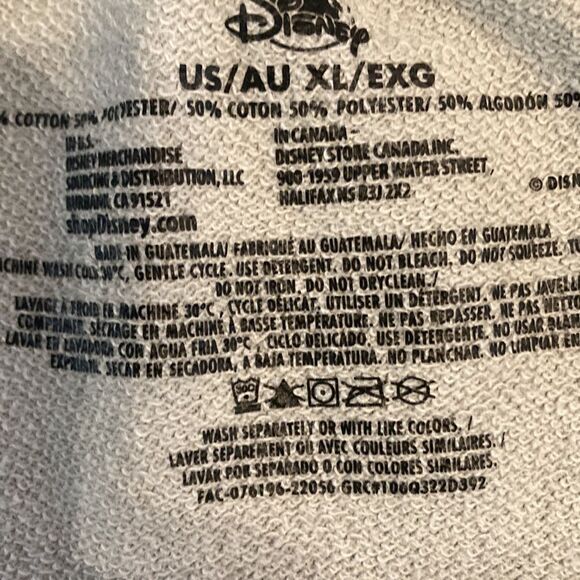 Disney
US/AU XL/EXG
% COTTON 50% POLYESTER/ 50% COTON 50% POLYESTER/ 50% ALGODÓN 50%
IN U.S.-
DISNEY MERCHANDISE
SOURCING & DISTRIBUTION, LLC
BURBANK, CA 91521
shopDisney.com
IN CANADA -
DISNEY STORE CANADA INC.
900-1959 UPPER WATER STREET,
HALIFAX NS B3J 2X2
© DISN
MADE IN GUATEMALA/ FABRIQUÉ AU GUATEMALA/ HECHO EN GUATEMALA
ACHINE WASH COLD 30°C, GENTLE CYCLE. USE DETERGENT. DO NOT BLEACH. DO NOT SQUEEZE. T
DO NOT IRON. DO NOT DRYCLEAN./
LAVAGE À FROID EN MACHINE 30°C, CYCLE DÉLICAT. UTILISER UN DÉTERGENT. NE PAS JAVELL
COMPRIMER. SÉCHAGE EN MACHINE À BASSE TEMPÉRATURE. NE PAS REPASSER. NE PAS NETTO
LAVAR EN LAVADORA CON AGUA FRIA 30°C, CICLO DELICADO. USE DETERGENTE. NO USAR BLAN
EXPRIMIR. SECAR EN SECADORA, A BAJA TEMPERATURA. NO PLANCHAR. NO LIMPIAR EN
WASH SEPARATELY OR WITH LIKE COLORS. /
LAVER SEPAREMENT OU AVEC COULEURS SIMILAIRES. /
LAVAR POR SEPARADO O CON COLORES SIMILARES.
FAC-076196-22056 GRC#106Q322D392